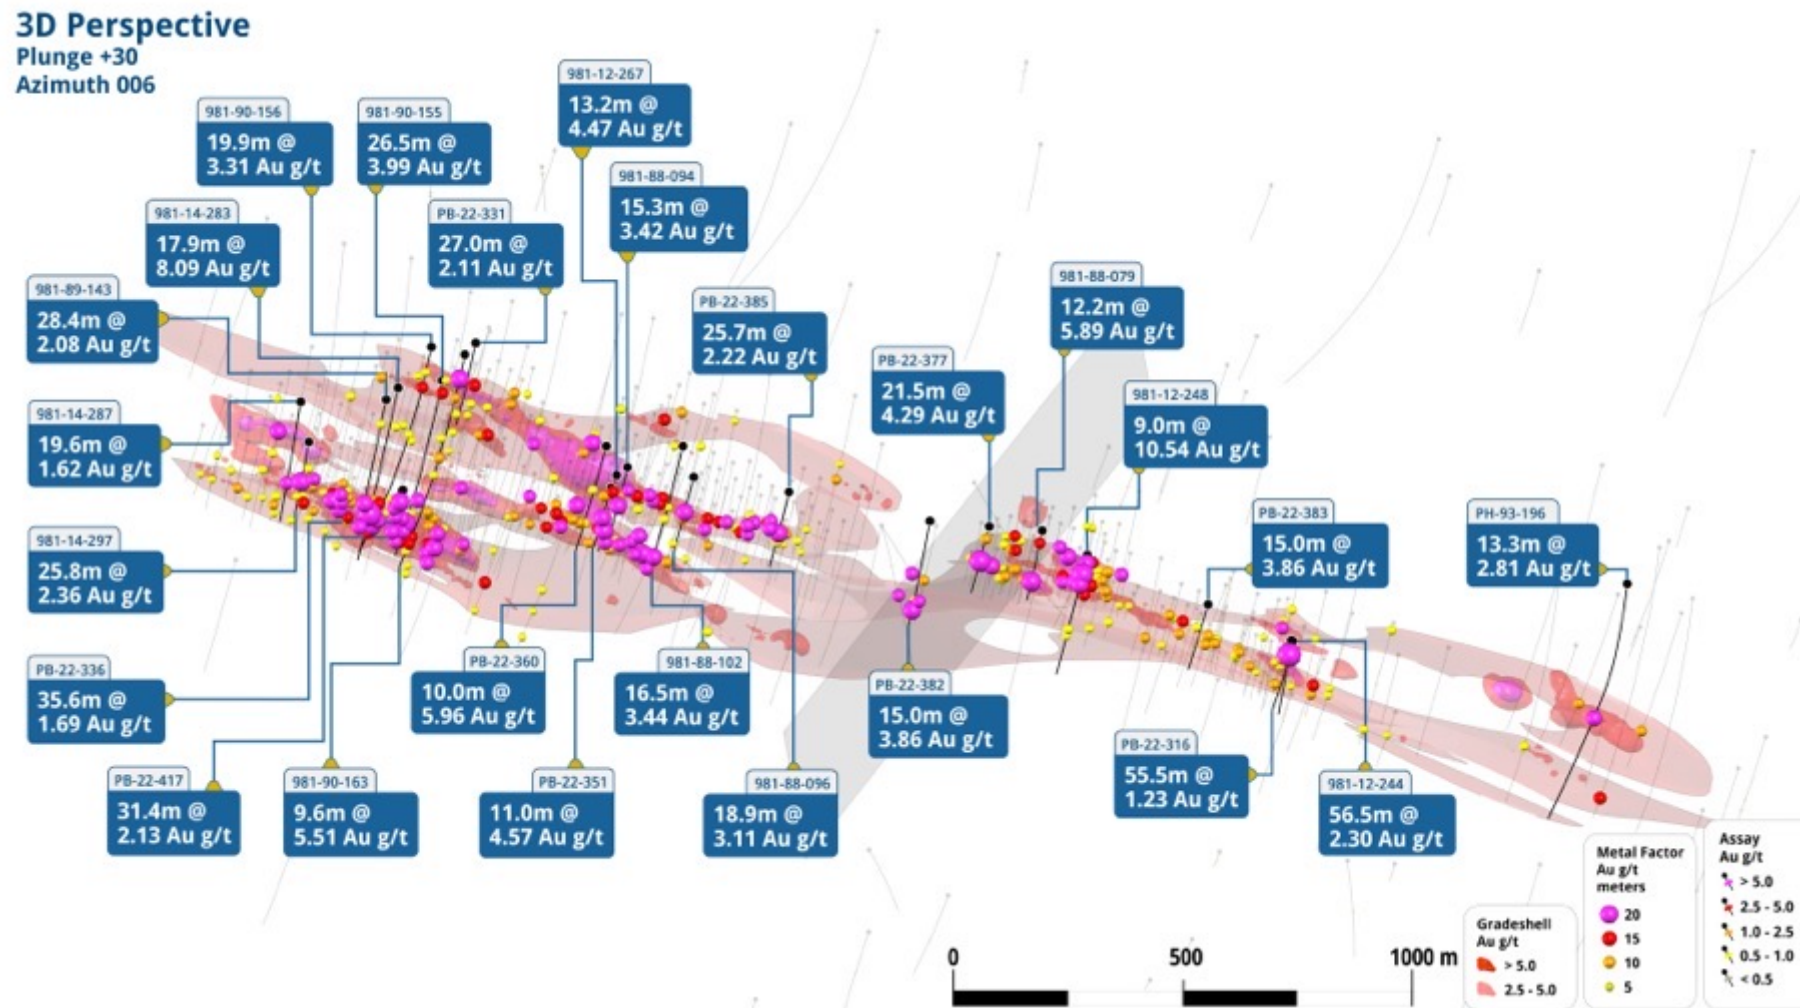 3D Perspective
Plunge +30
Azimuth 006
981-12-267
13.2m @
4.47 Au g/t
981-90-156
19.9m @
3.31 Au g/t
981-90-155
26.5m @
3.99 Au g/t
981-88-094
15.3m @
3.42 Au g/t
981-14-283
17.9m @
8.09 Au g/t
PB-22-331
27.0m @
2.11 Au g/t
981-89-143
28.4m @
2.08 Au g/t
PB-22-385
25.7m @
2.22 Au g/t
981-88-079
12.2m @
5.89 Au g/t
PB-22-377
21.5m @
4.29 Au g/t
981-12-248
9.0m @
10.54 Au g/t
981-14-287
19.6m @
1.62 Au g/t
PB-22-383
15.0m @
3.86 Au g/t
PH-93-196
13.3m @
2.81 Au g/t
981-14-297
25.8m @
2.36 Au g/t
PB-22-336
35.6m @
1.69 Au g/t
PB-22-360
10.0m @
5.96 Au g/t
981-88-102
16.5m @
3.44 Au g/t
PB-22-382
15.0m @
3.86 Au g/t
PB-22-316
55.5m @
1.23 Au g/t
PB-22-417
31.4m @
2.13 Au g/t
981-90-163
9.6m @
5.51 Au g/t
PB-22-351
11.0m @
4.57 Au g/t
981-88-096
18.9m @
3.11 Au g/t
981-12-244
56.5m @
2.30 Au g/t
0 500 1000 m
Gradeshell
Au g/t
> 5.0
2.5 - 5.0
Metal Factor
Au g/t
meters
20
15
10
5
Assay
Au g/t
> 5.0
2.5 - 5.0
1.0 - 2.5
0.5 - 1.0
< 0.5